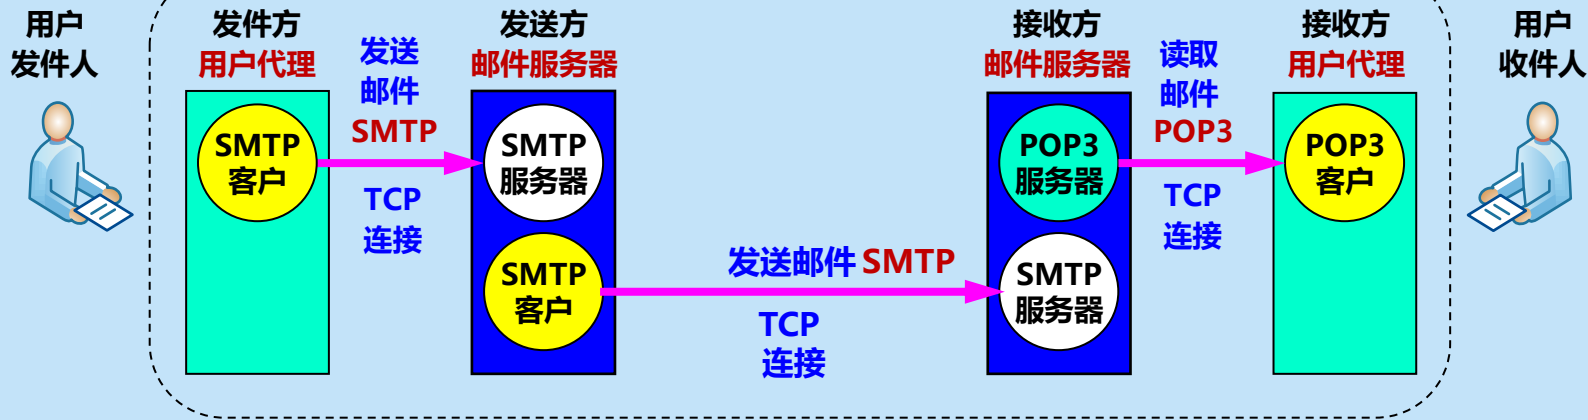 用户
发件人
发件方
用户代理
发送
邮件
SMTP
TCP
连接
SMTP
客户
发送方
邮件服务器
SMTP
服务器
SMTP
客户
发送邮件 SMTP
TCP
连接
接收方
邮件服务器
POP3
服务器
SMTP
服务器
读取
邮件
POP3
TCP
连接
接收方
用户代理
POP3
客户
用户
收件人